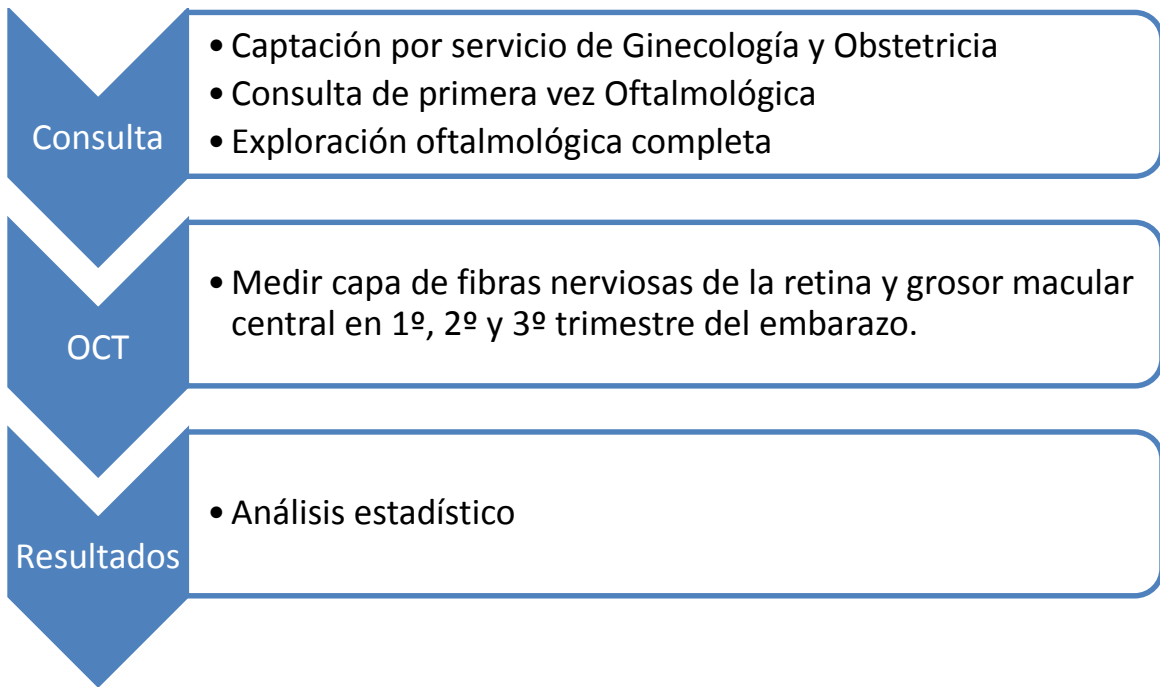 Consulta
• Captación por servicio de Ginecología y Obstetricia
• Consulta de primera vez Oftalmológica
• Exploración oftalmológica completa
OCT
• Medir capa de fibras nerviosas de la retina y grosor macular
central en 1º, 2º y 3º trimestre del embarazo.
Resultados
• Análisis estadístico